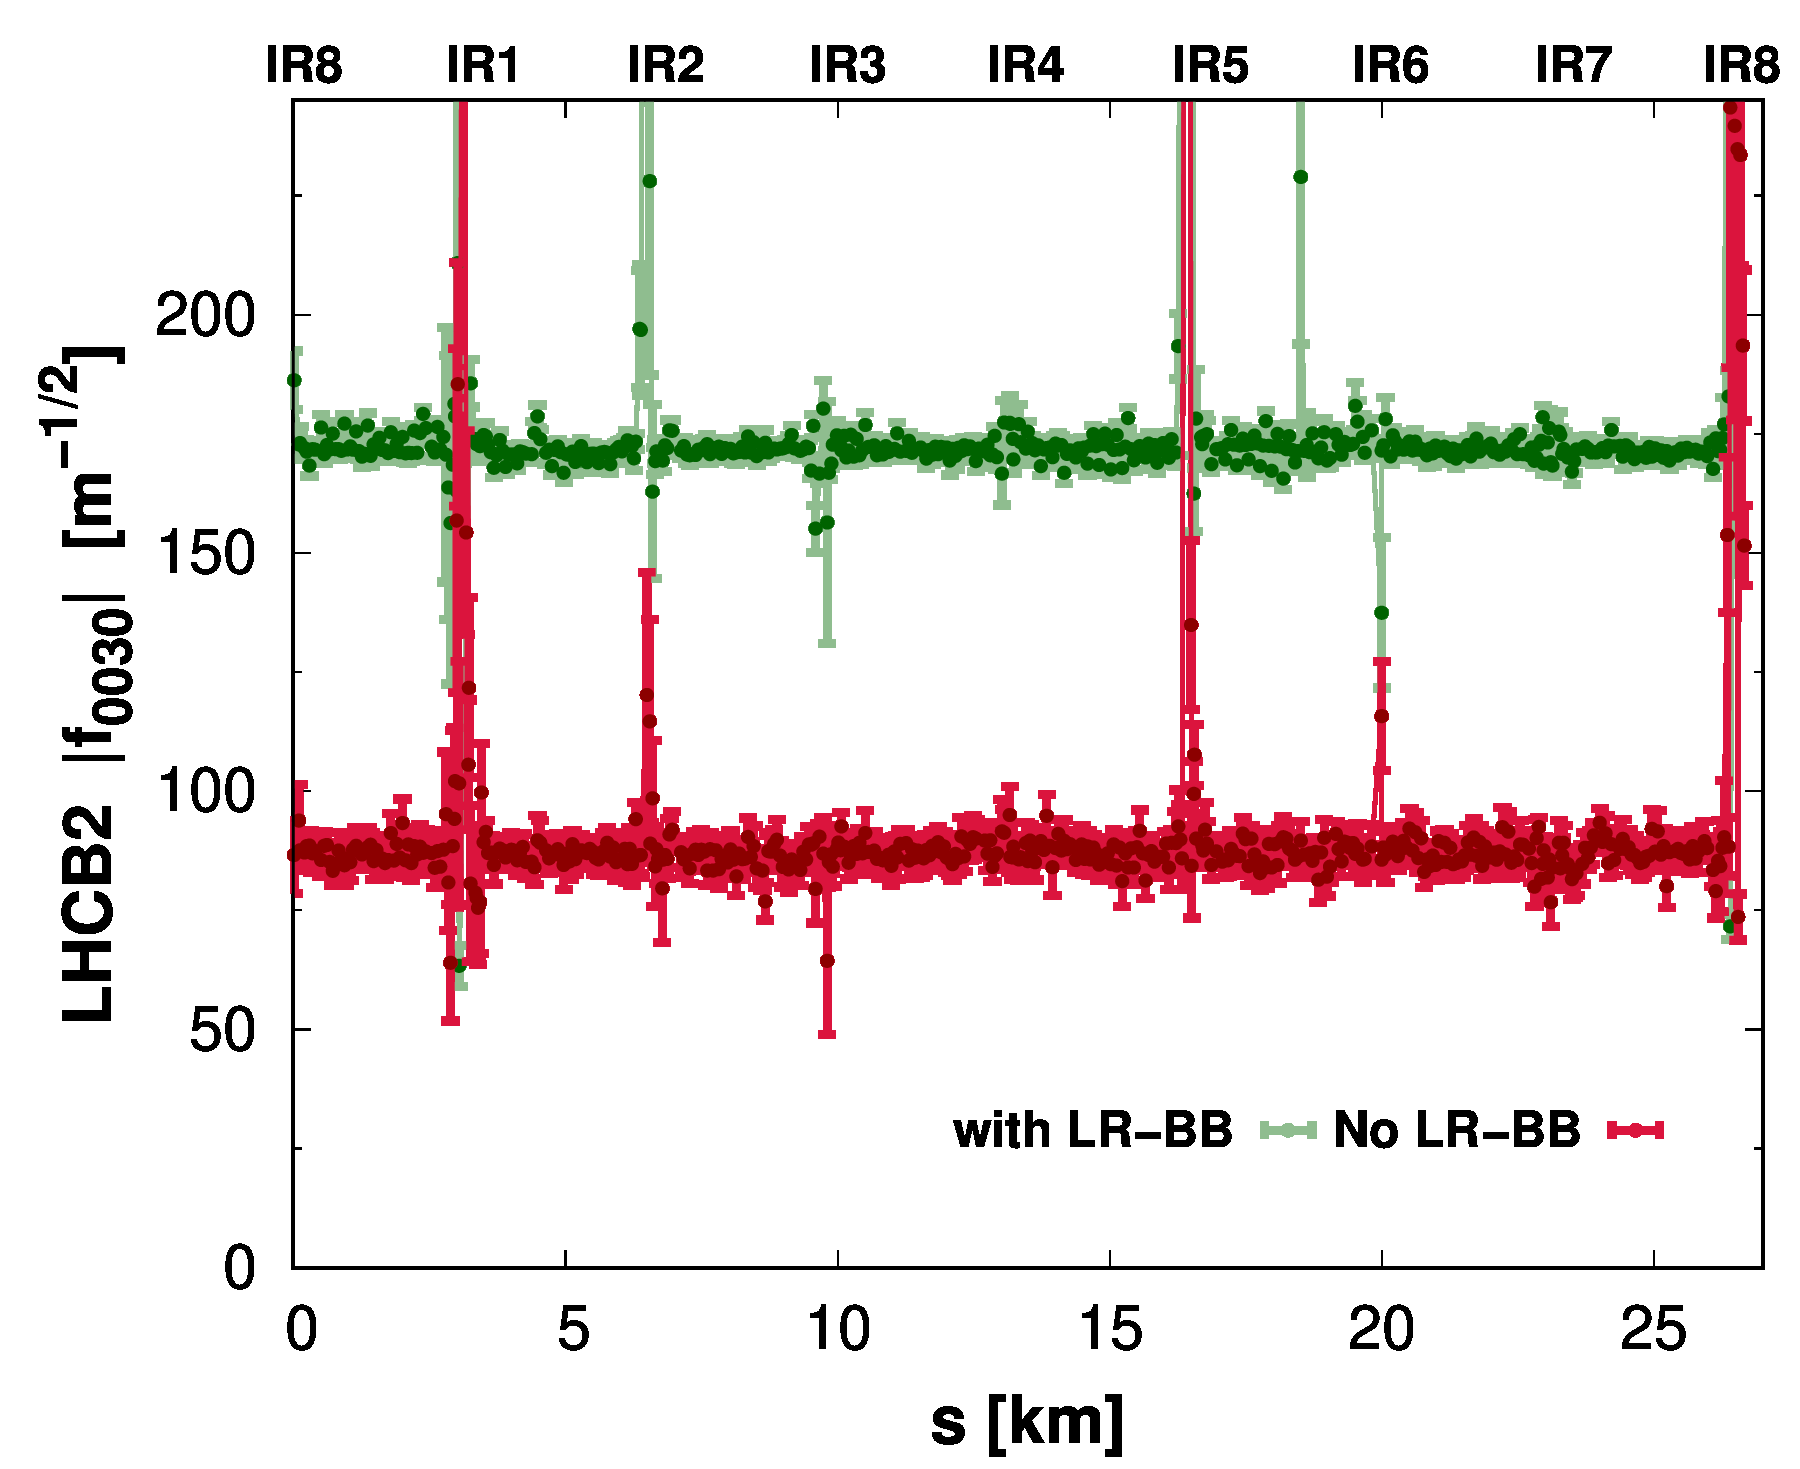 IR8 IR1 IR2 IR3 IR4 IR5 IR6 IR7 IR8
LHCB2 |f0030| [m−1/2]
200
150
100
50
0
with LR−BB No LR−BB
0 5 10 15 20 25
s [km]